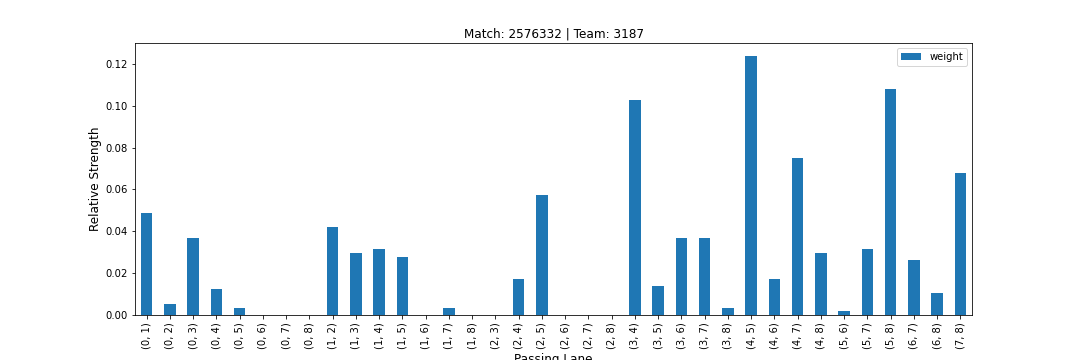 Match: 2576332 | Team: 3187
weight
Relative Strength
0.12
0.10
0.08
0.06
0.04
0.02
0.00
(0, 1) (0, 2) (0, 3) (0, 4) (0, 5) (0, 6) (0, 7) (0, 8) (1, 2) (1, 3) (1, 4) (1, 5) (1, 6) (1, 7) (1, 8) (2, 3) (2, 4) (2, 5) (2, 6) (2, 7) (2, 8) (3, 4) (3, 5) (3, 6) (3, 7) (3, 8) (4, 5) (4, 6) (4, 7) (4, 8) (5, 6) (5, 7) (5, 8) (6, 7) (6, 8) (7, 8)
Passing Lane